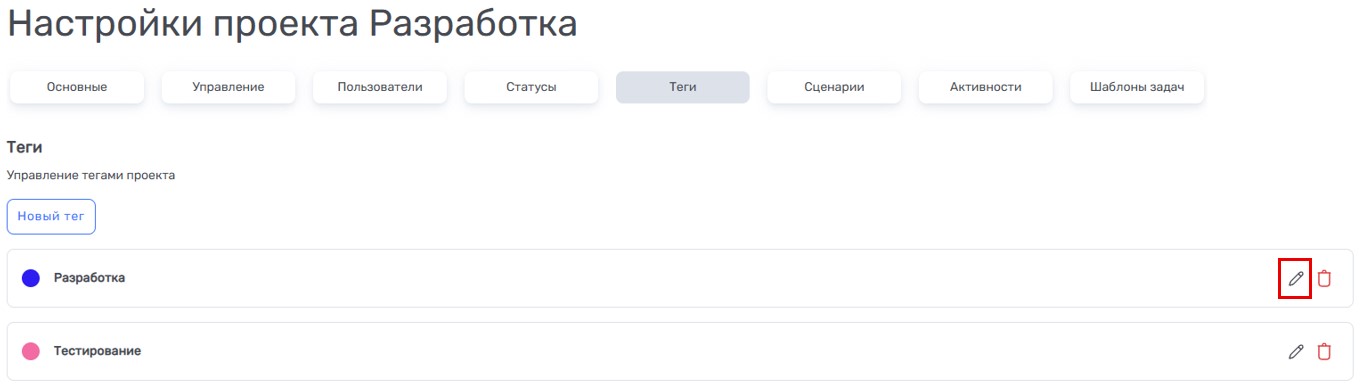 Настройки проекта Разработка
Основные Управление Пользователи Статусы Теги Сценарии Активности Шаблоны задач
Теги
Управление тегами проекта
Новый тег
Разработка
Тестирование